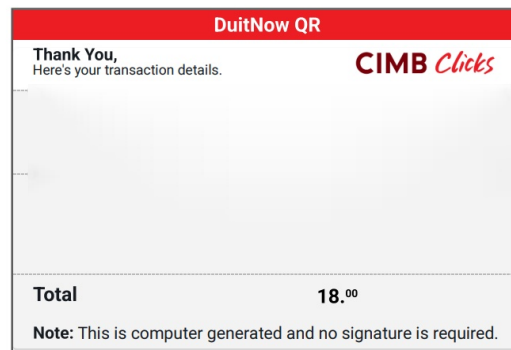 DuitNow QR
Thank You,
Here's your transaction details.
CIMB Clicks
Total 18.00
Note: This is computer generated and no signature is required.